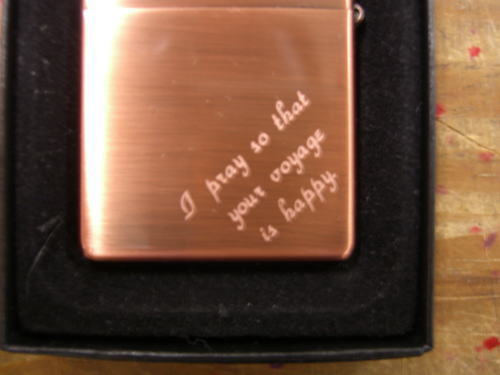 I pray so that
your voyage
is happy.